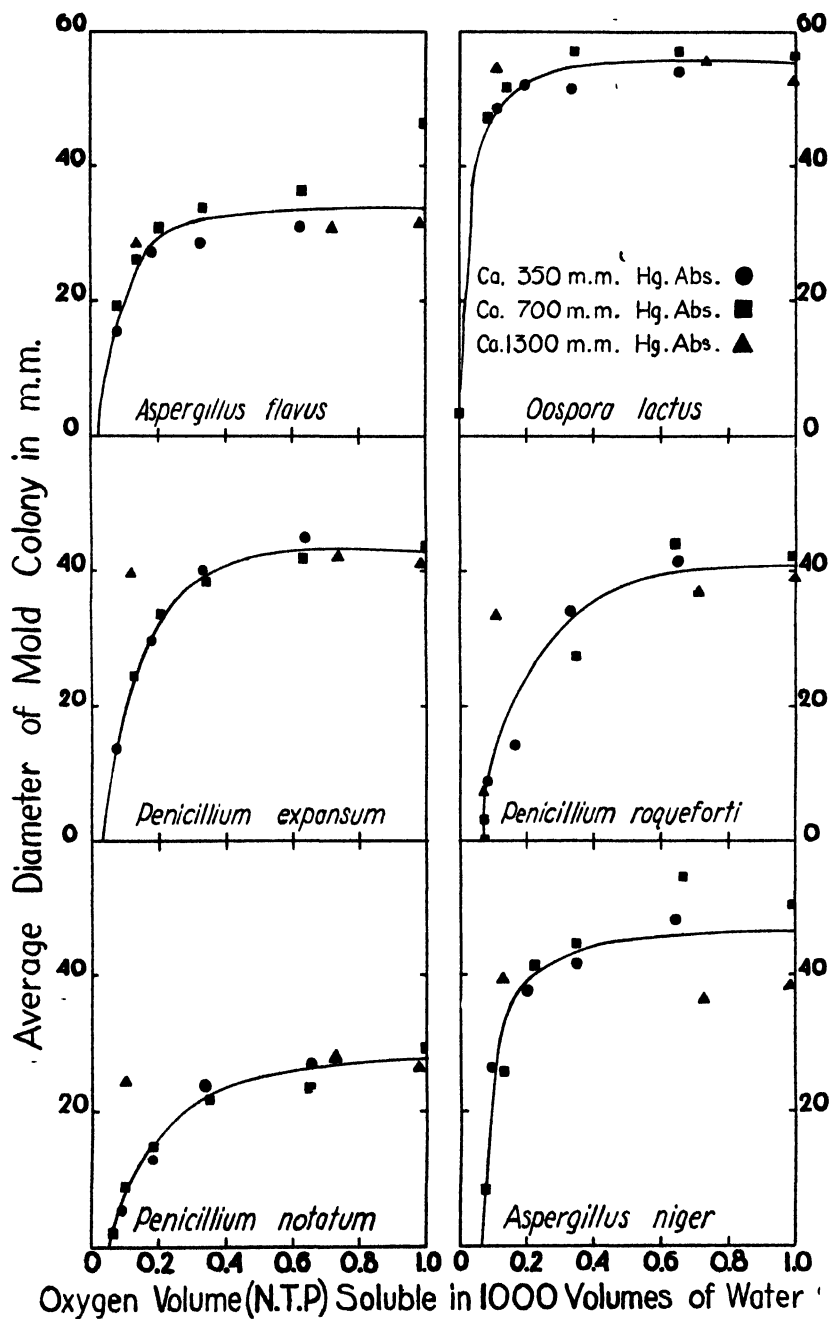 Average Diameter of Mold Colony in m.m.
60
40
20
0
40
20
0
40
20
60
40
20
0
40
20
0
40
20
Ca. 350 m.m. Hg. Abs. ●
Ca. 700 m.m. Hg. Abs. ■
Ca. 1300 m.m. Hg. Abs. ▲
Aspergillus flavus
Oospora lactus
Penicillium expansum
Penicillium roqueforti
Penicillium notatum
Aspergillus niger
0 0.2 0.4 0.6 0.8 1.0
0 0.2 0.4 0.6 0.8 1.0
Oxygen Volume (N.T.P) Soluble in 1000 Volumes of Water